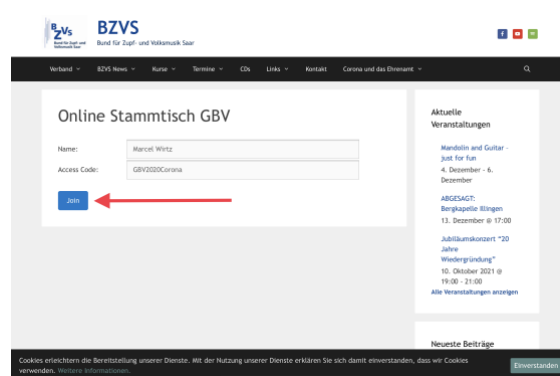 BZVS
Bund für Zupf- und Volksmusik Saar
BZVS
Bund für Zupf- und Volksmusik Saar
Verband
BZVS News
Kurse
Termine
CDs
Links
Kontakt
Corona und das Ehrenamt
Online Stammtisch GBV
Name:
Marcel Wirtz
Access Code:
GBV2020Corona
Join
Aktuelle
Veranstaltungen
Mandolin and Guitar –
just for fun
4. Dezember - 6.
Dezember
ABGESAGT:
Bergkapelle Illingen
13. Dezember @ 17:00
Jubiläumskonzert "20
Jahre
Wiedergründung"
10. Oktober 2021 @
19:00 - 21:00
Alle Veranstaltungen anzeigen
Neueste Beiträge
Cookies erleichtern die Bereitstellung unserer Dienste. Mit der Nutzung unserer Dienste erklären Sie sich damit einverstanden, dass wir Cookies
verwenden. Weitere Informationen.
Einverstanden